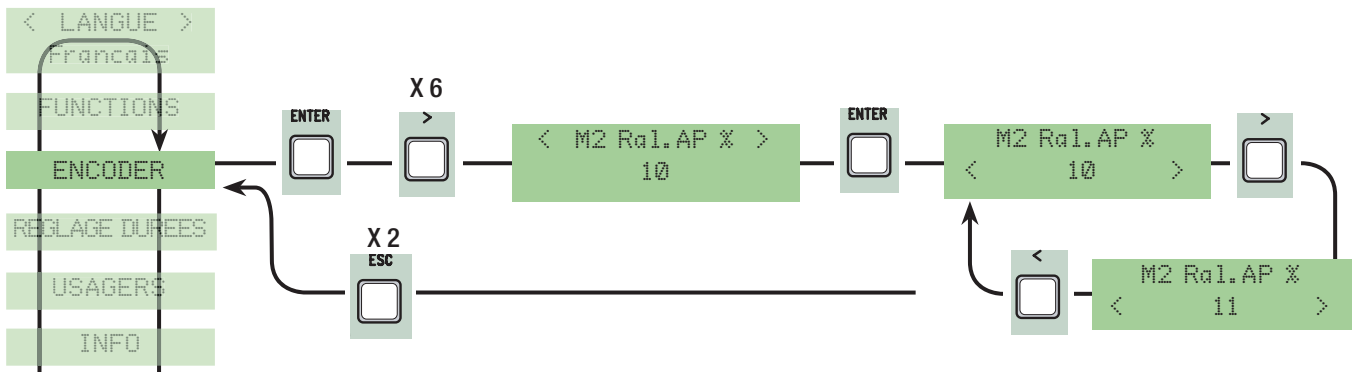 < LANGUE >
Francais
FUNCTIONS
ENCODER
REGLAGE DUREES
USAGERS
INFO
ENTER
X 6
>
< M2 Ral.AP % >
10
ENTER
M2 Ral.AP %
< 10 >
>
X 2
ESC
<
M2 Ral.AP %
< 11 >